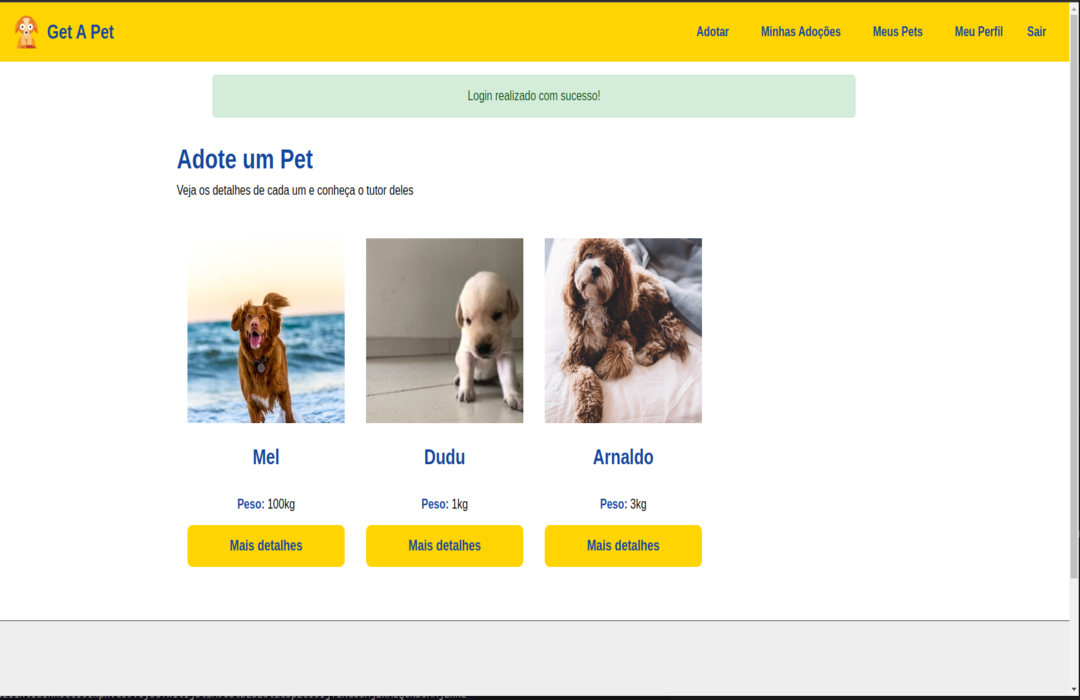 Get A Pet
Adotar Minhas Adoções Meus Pets Meu Perfil Sair
Login realizado com sucesso!
Adote um Pet
Veja os detalhes de cada um e conheça o tutor deles
Mel Dudu Arnaldo
Peso: 100kg Peso: 1kg Peso: 3kg
Mais detalhes Mais detalhes Mais detalhes